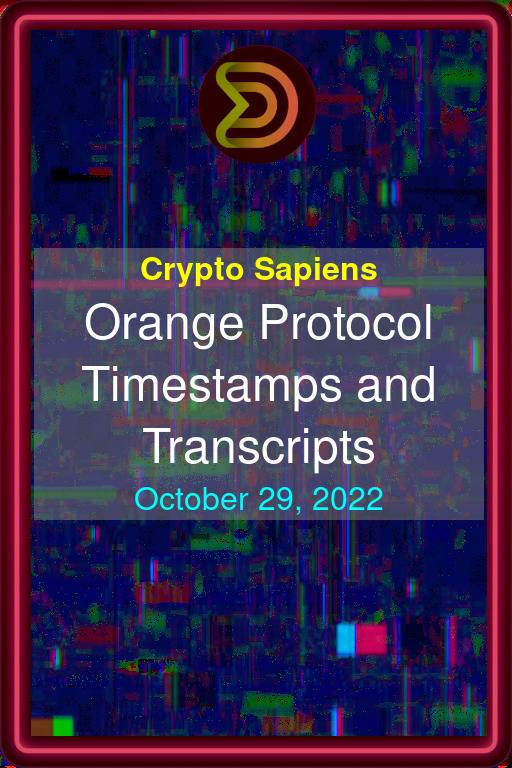 Crypto Sapiens
Orange Protocol
Timestamps and
Transcripts
October 29, 2022